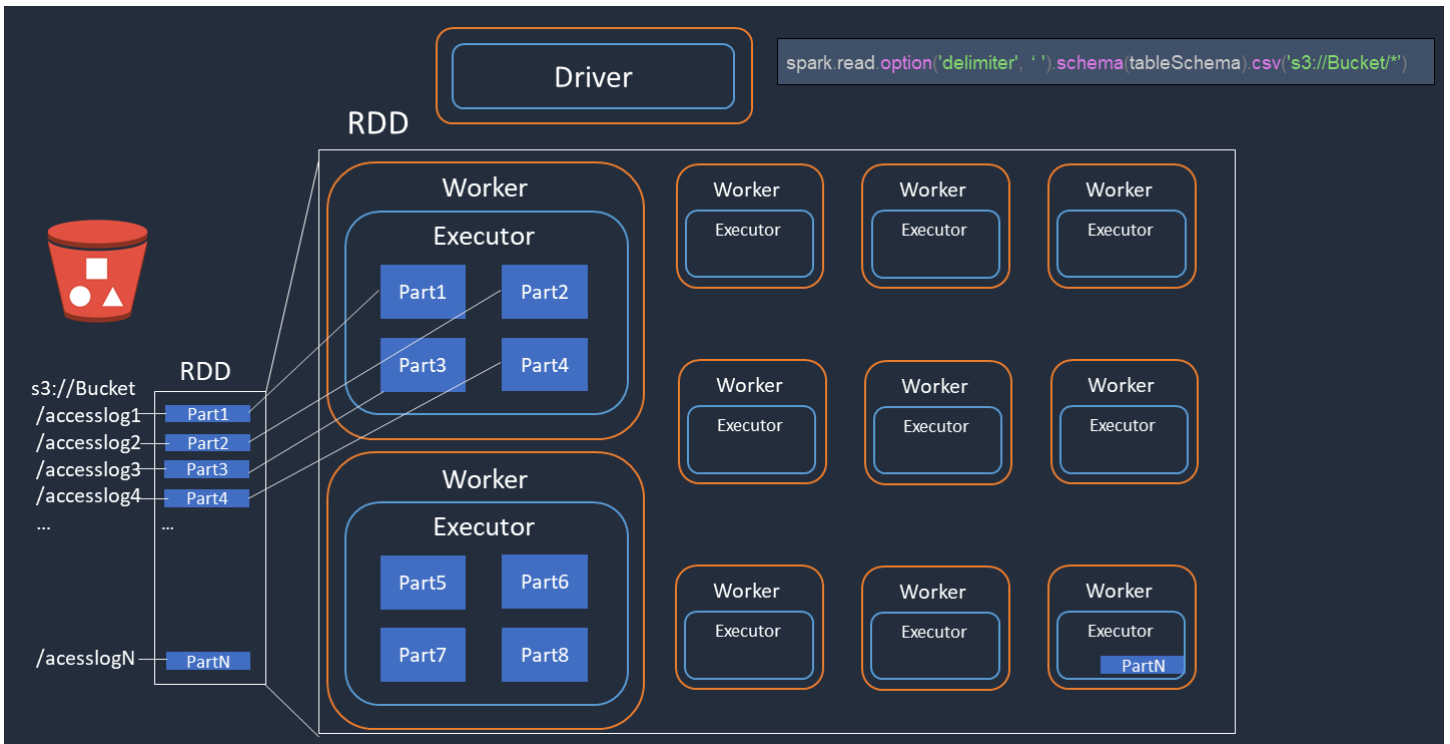 Driver
spark.read.option('delimiter', ‘ ').schema(tableSchema).csv('s3://Bucket/*')
RDD
Worker
Executor
Part1
Part2
Part3
Part4
Worker
Executor
Worker
Executor
Worker
Executor
RDD
s3://Bucket
/accesslog1
Part1
/accesslog2
Part2
/accesslog3
Part3
/accesslog4
Part4
...
...
/acesslogN
PartN
Worker
Executor
Worker
Executor
Worker
Executor
Worker
Executor
Part5
Part6
Part7
Part8
Worker
Executor
Worker
Executor
Worker
Executor
PartN